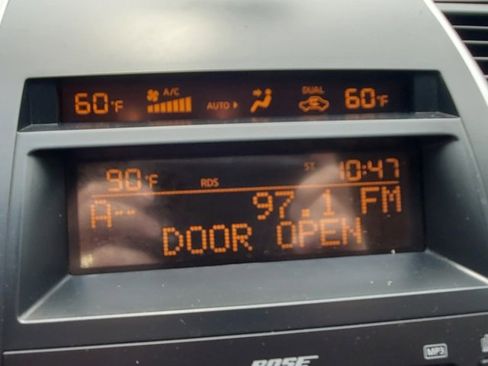 60°F A/C AUTO DUAL 60°F
90°F RDS ST 10:47
A-- 97.1 FM
DOOR OPEN
MP3
BOSE